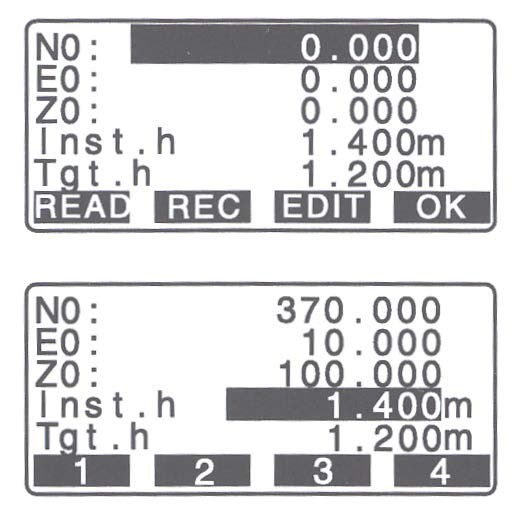 N0: 0.000
E0: 0.000
Z0: 0.000
Inst.h 1.400m
Tgt.h 1.200m
READ REC EDIT OK
N0: 370.000
E0: 10.000
Z0: 100.000
Inst.h 1.400m
Tgt.h 1.200m
1 2 3 4